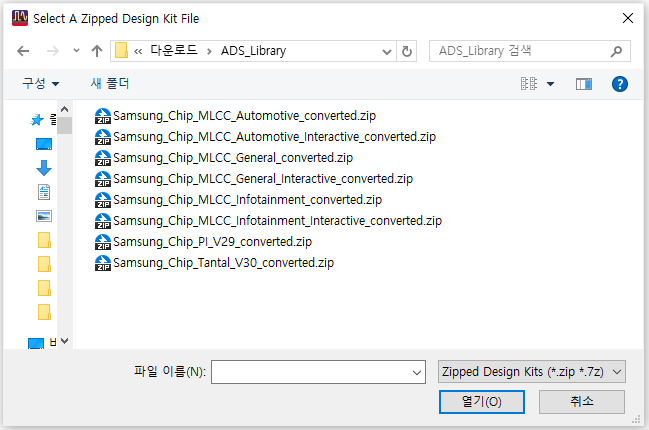 Select A Zipped Design Kit File
« 다운로드 › ADS_Library
ADS_Library 검색
구성
새 폴더
?
Samsung_Chip_MLCC_Automotive_converted.zip
Samsung_Chip_MLCC_Automotive_Interactive_converted.zip
Samsung_Chip_MLCC_General_converted.zip
Samsung_Chip_MLCC_General_Interactive_converted.zip
Samsung_Chip_MLCC_Infotainment_converted.zip
Samsung_Chip_MLCC_Infotainment_Interactive_converted.zip
Samsung_Chip_PI_V29_converted.zip
Samsung_Chip_Tantal_V30_converted.zip
파일 이름(N):
Zipped Design Kits (*.zip *.7z)
열기(O)
취소